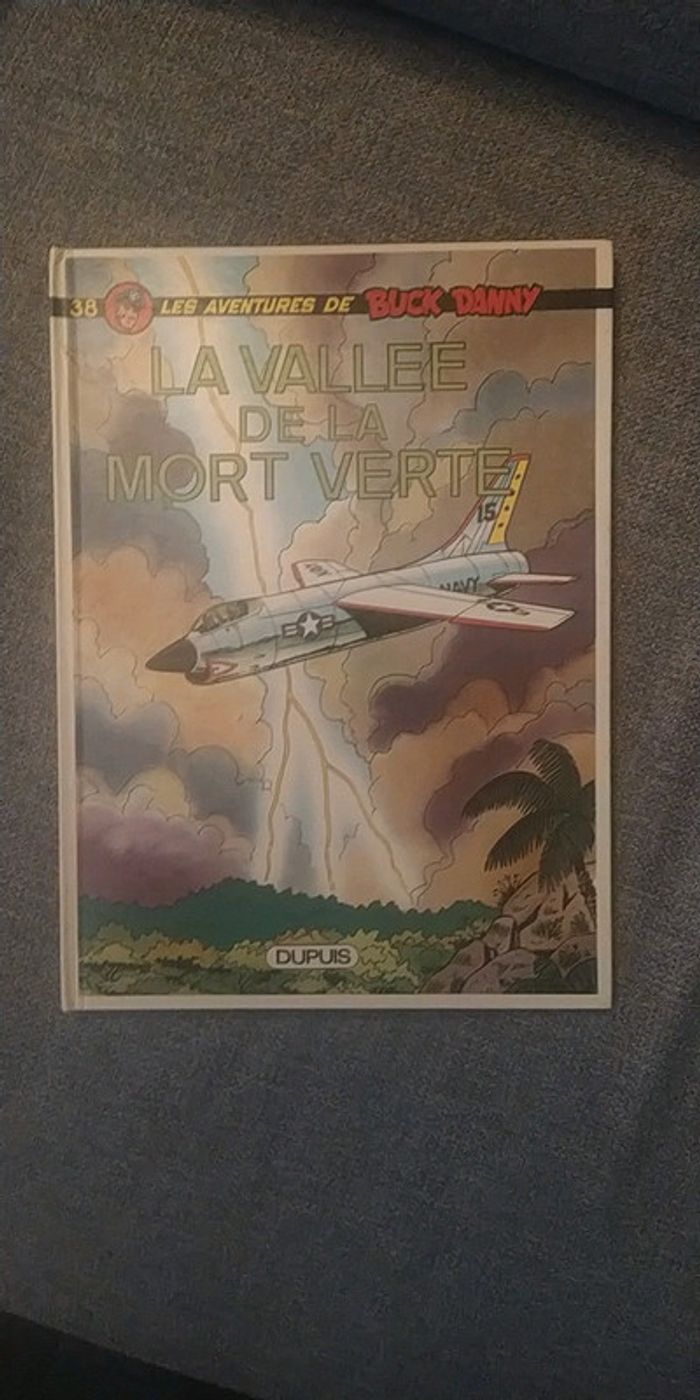 38 LES AVENTURES DE BUCK DANNY
LA VALLEE
DE LA
MORT VERTE
15
NAVY
DUPUIS